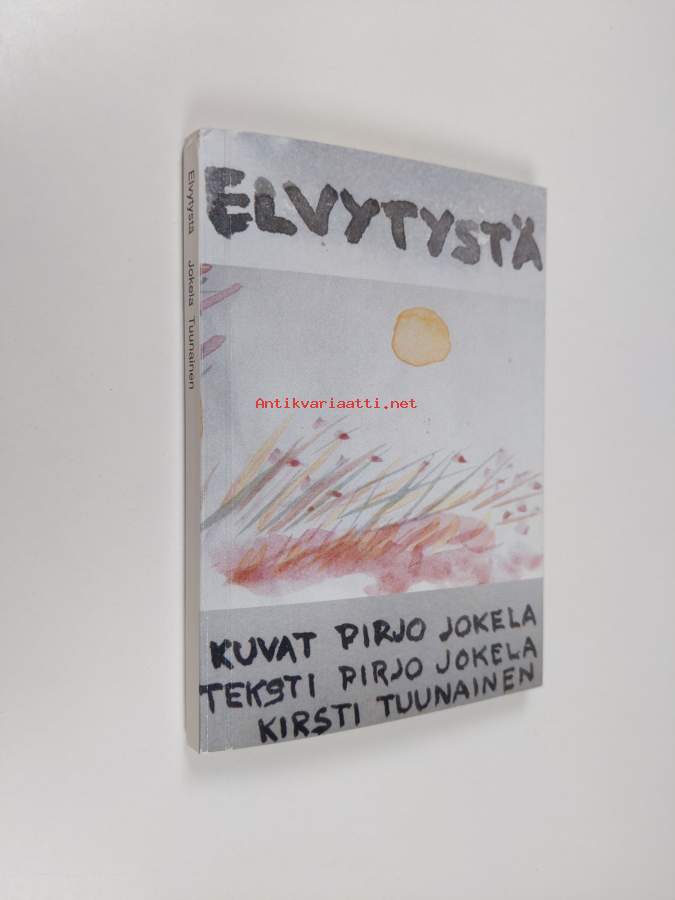 ELVYTYSTÄ
Elvytystä Jokela Tuunainen
Antikvariaatti.net
KUVAT PIRJO JOKELA
TEKSTI PIRJO JOKELA
KIRSTI TUUNAINEN